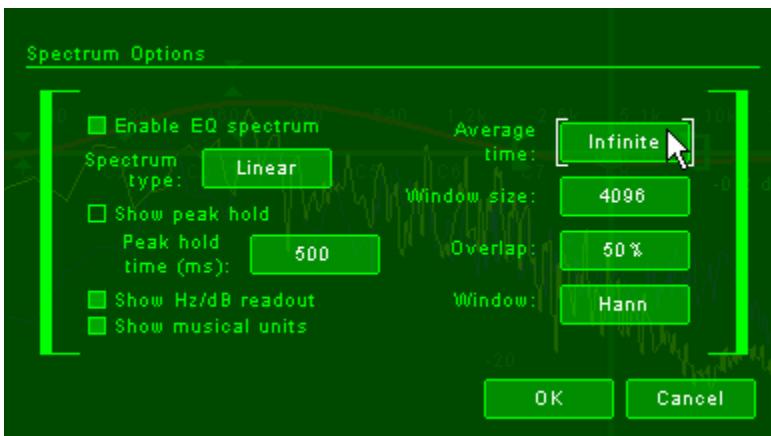 Spectrum Options
Enable EQ spectrum
Spectrum type:
Linear
Show peak hold
Peak hold time (ms):
500
Show Hz/dB readout
Show musical units
Average time:
Infinite
Window size:
4096
Overlap:
50%
Window:
Hann
-20
OK
Cancel